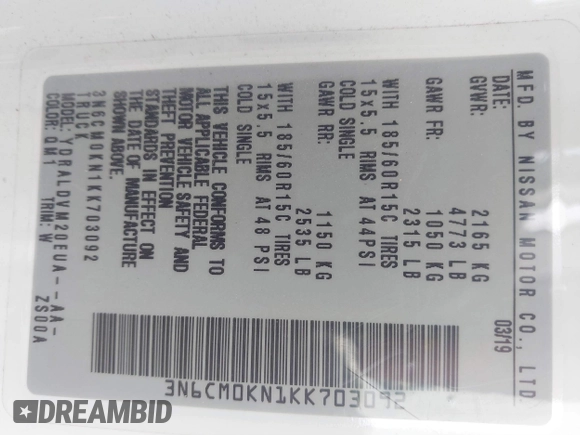 MFD. BY NISSAN MOTOR CO., LTD.
DATE: 03/19
GVWR: 2165 KG
4773 LB
GAWR FR: 1050 KG
2315 LB
WITH 185/60R15C TIRES
15x5.5 RIMS AT 44PSI
COLD SINGLE
GAWR RR: 1150 KG
2535 LB
WITH 185/60R15C TIRES
15x5.5 RIMS AT 48 PSI
COLD SINGLE
THIS VEHICLE CONFORMS TO
ALL APPLICABLE FEDERAL
MOTOR VEHICLE SAFETY AND
THEFT PREVENTION
STANDARDS IN EFFECT ON
THE DATE OF MANUFACTURE
SHOWN ABOVE.
3N6CM0KN1KK703092
TRUCK
MODEL: YDRALDVM20EUA--AA-
COLOR: QM1 TRIM: W ZS00A
3N6CM0KN1KK703092
DREAMBID